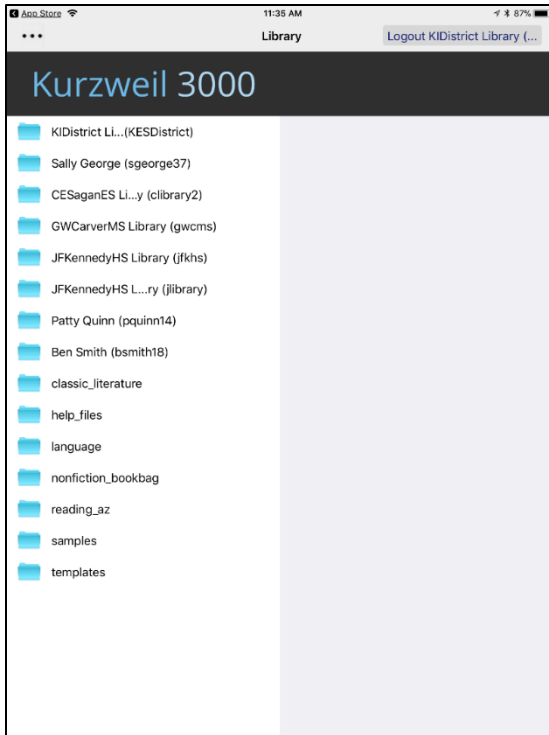 App Store 11:35 AM 87%
••• Library Logout KIDistrict Library (...
Kurzweil 3000
KIDistrict Li...(KESDistrict)
Sally George (sgeorge37)
CESaganES Li...y (clibrary2)
GWCarverMS Library (gwcms)
JFKennedyHS Library (jfkhs)
JFKennedyHS L...ry (jlibrary)
Patty Quinn (pquinn14)
Ben Smith (bsmith18)
classic_literature
help_files
language
nonfiction_bookbag
reading_az
samples
templates